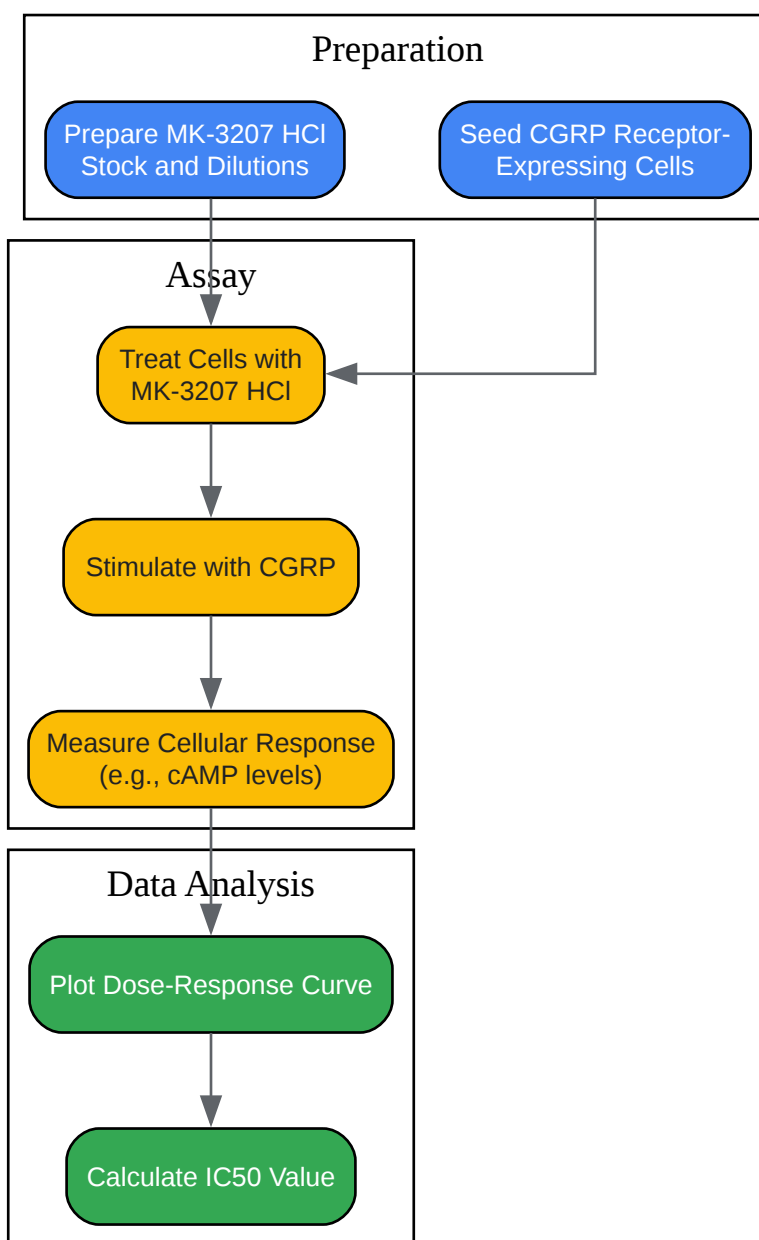 Preparation
Prepare MK-3207 HCl
Stock and Dilutions
Seed CGRP Receptor-
Expressing Cells
Assay
Treat Cells with
MK-3207 HCl
Stimulate with CGRP
Measure Cellular Response
(e.g., cAMP levels)
Data Analysis
Plot Dose-Response Curve
Calculate IC50 Value